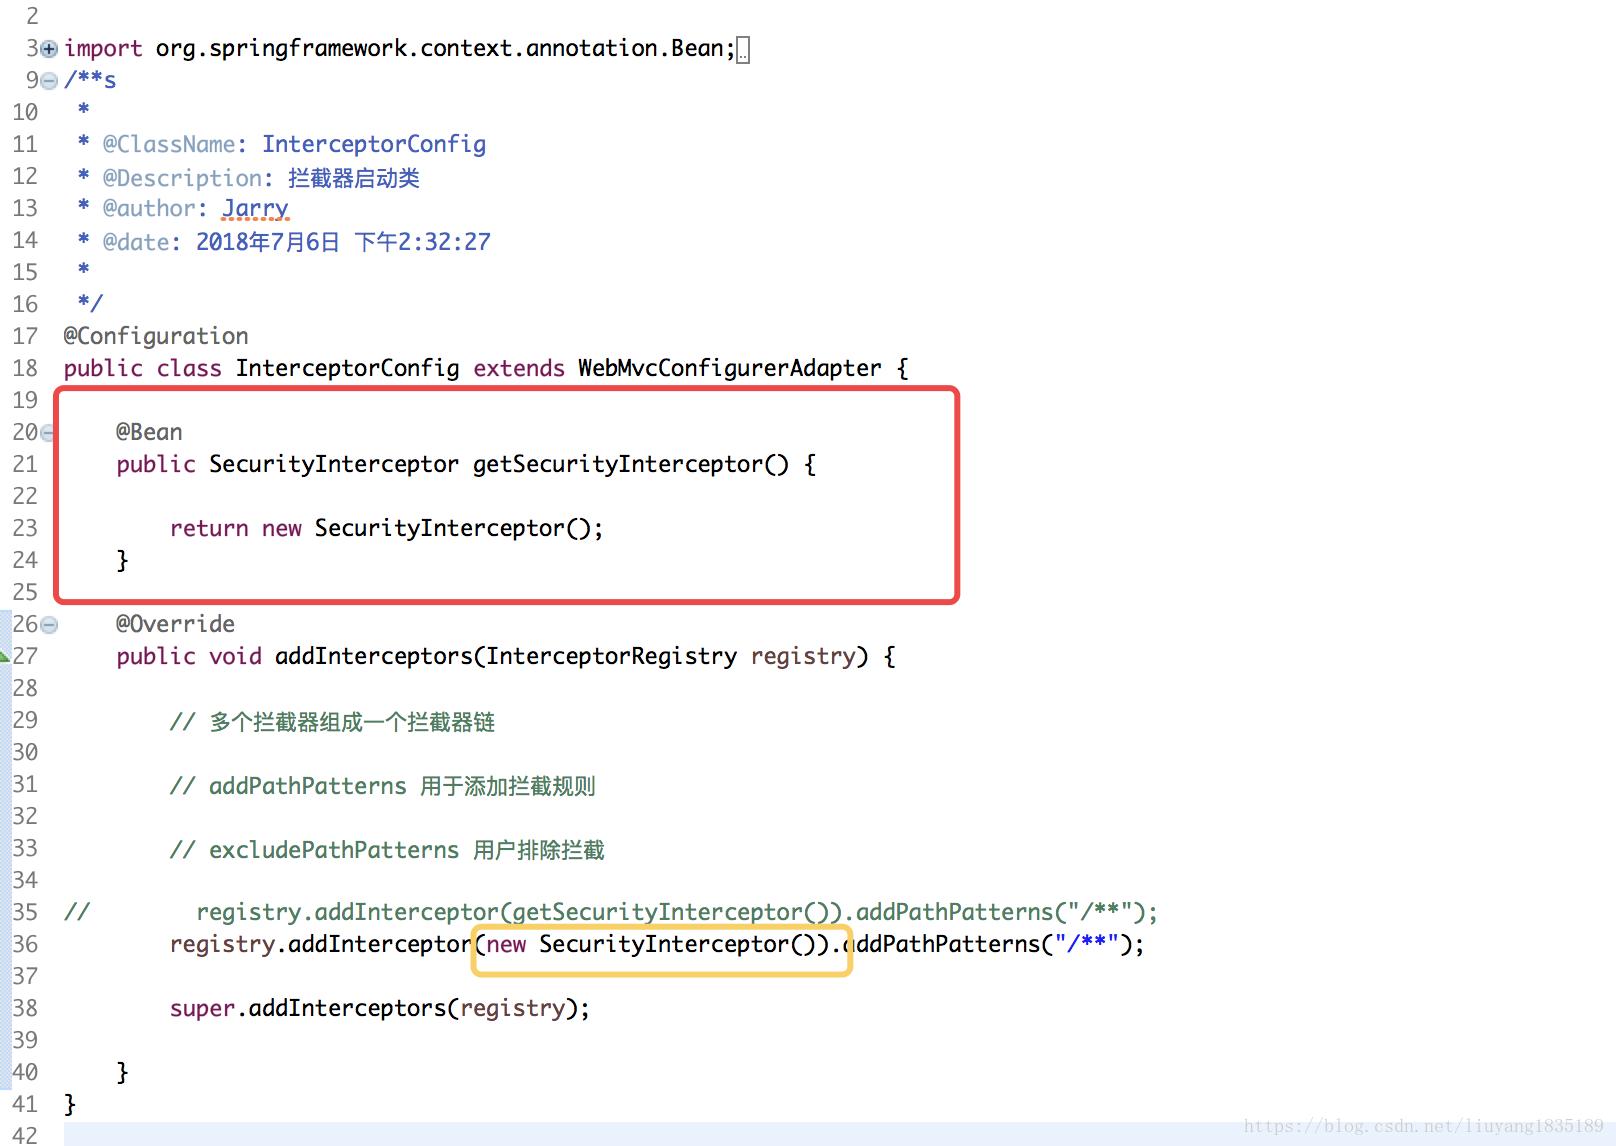 2
3 import org.springframework.context.annotation.Bean;
9 /**s
10 *
11 * @ClassName: InterceptorConfig
12 * @Description: 拦截器启动类
13 * @author: Jarry
14 * @date: 2018年7月6日 下午2:32:27
15 *
16 */
17 @Configuration
18 public class InterceptorConfig extends WebMvcConfigurerAdapter {
19
20 @Bean
21 public SecurityInterceptor getSecurityInterceptor() {
22
23 return new SecurityInterceptor();
24 }
25
26 @Override
27 public void addInterceptors(InterceptorRegistry registry) {
28
29 // 多个拦截器组成一个拦截器链
30
31 // addPathPatterns 用于添加拦截规则
32
33 // excludePathPatterns 用户排除拦截
34
35 // registry.addInterceptor(getSecurityInterceptor()).addPathPatterns("/**");
36 registry.addInterceptor(new SecurityInterceptor()).addPathPatterns("/**");
37
38 super.addInterceptors(registry);
39
40 }
41 }
42
https://blog.csdn.net/liuyang1835189